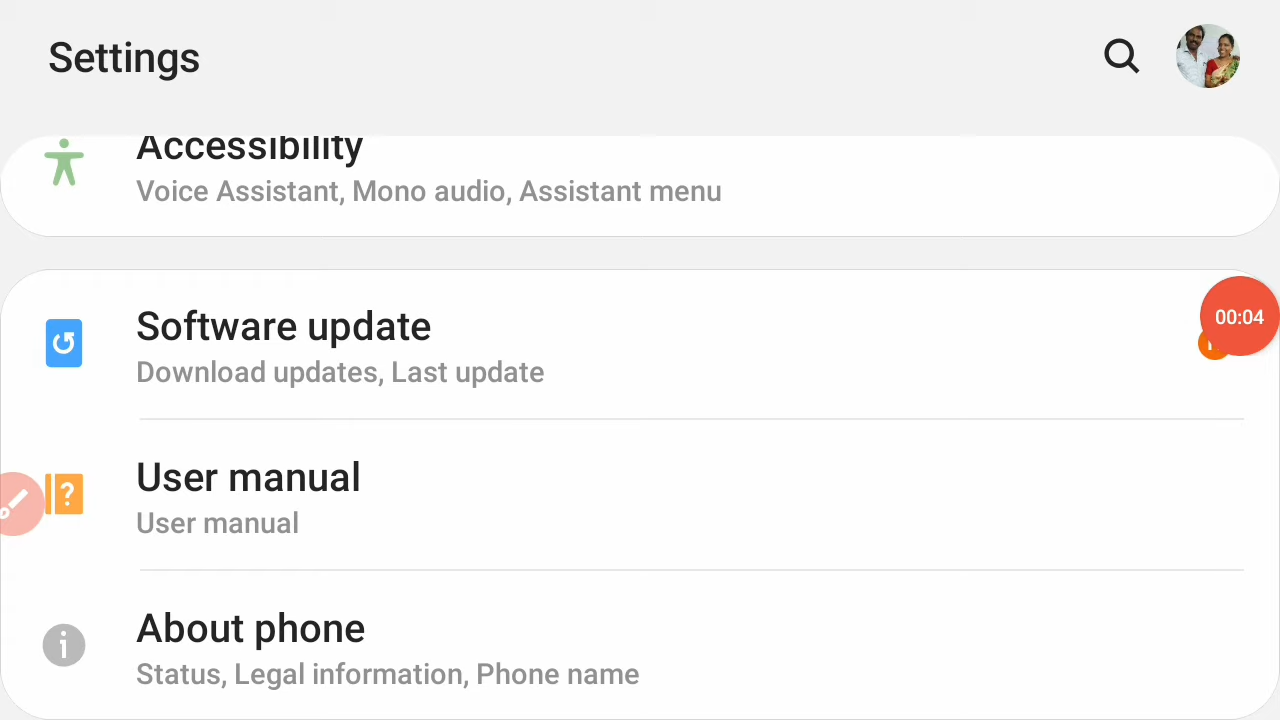 Settings
Accessibility
Voice Assistant, Mono audio, Assistant menu
Software update
Download updates, Last update
00:04
User manual
User manual
About phone
Status, Legal information, Phone name